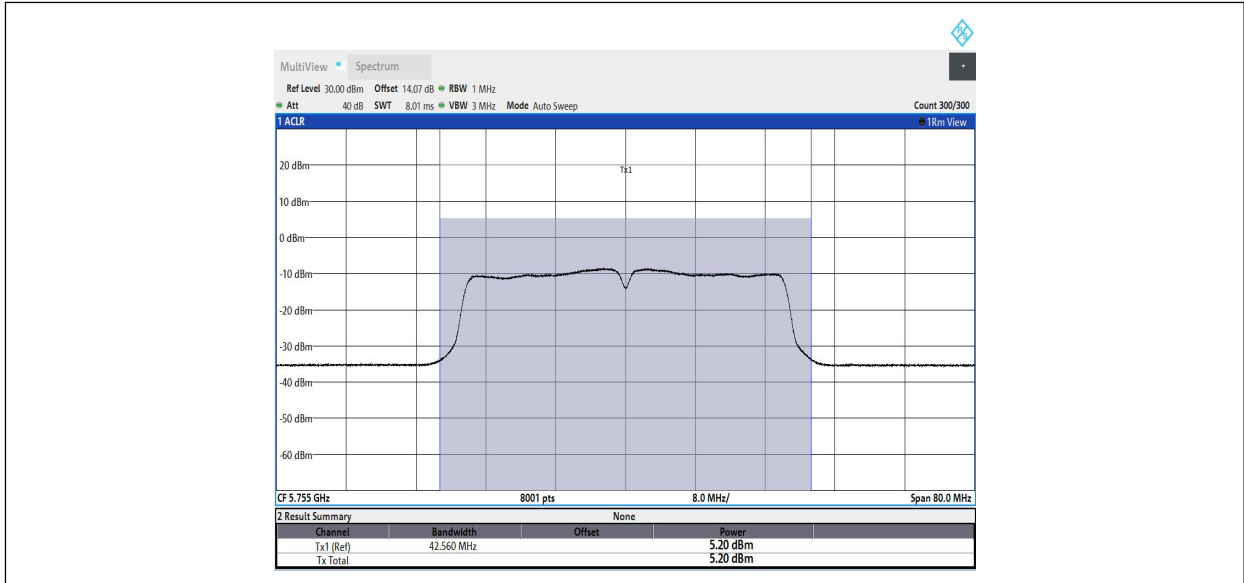 R S
MultiView Spectrum
Ref Level 30.00 dBm Offset 14.07 dB RBW 1 MHz
Att 40 dB SWT 8.01 ms VBW 3 MHz Mode Auto Sweep Count 300/300
1 ACLR 1Rm View
Tx1
20 dBm
10 dBm
0 dBm
-10 dBm
-20 dBm
-30 dBm
-40 dBm
-50 dBm
-60 dBm
CF 5.755 GHz 8001 pts 8.0 MHz/ Span 80.0 MHz
2 Result Summary None
Channel Bandwidth Offset Power
Tx1 (Ref) 42.560 MHz 5.20 dBm
Tx Total 5.20 dBm